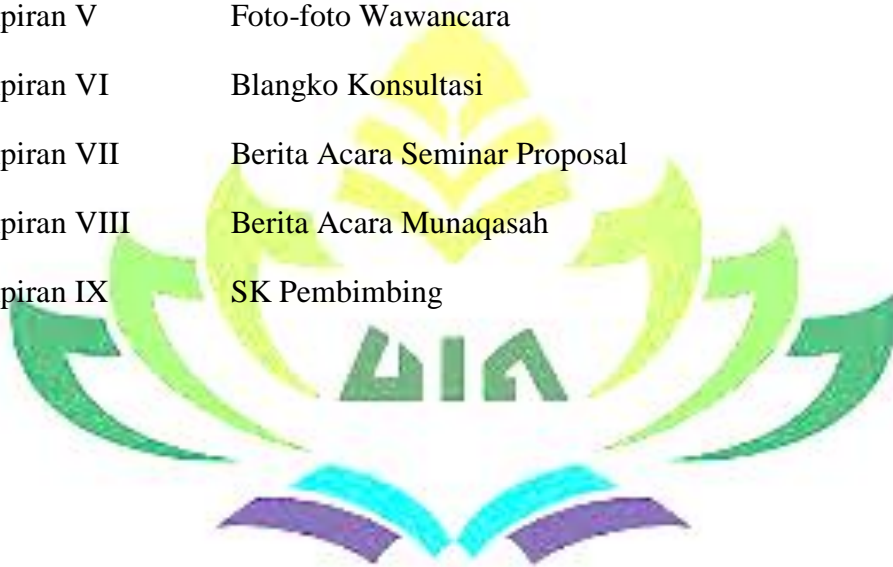 piran V Foto-foto Wawancara
piran VI Blangko Konsultasi
piran VII Berita Acara Seminar Proposal
piran VIII Berita Acara Munaqasah
piran IX SK Pembimbing